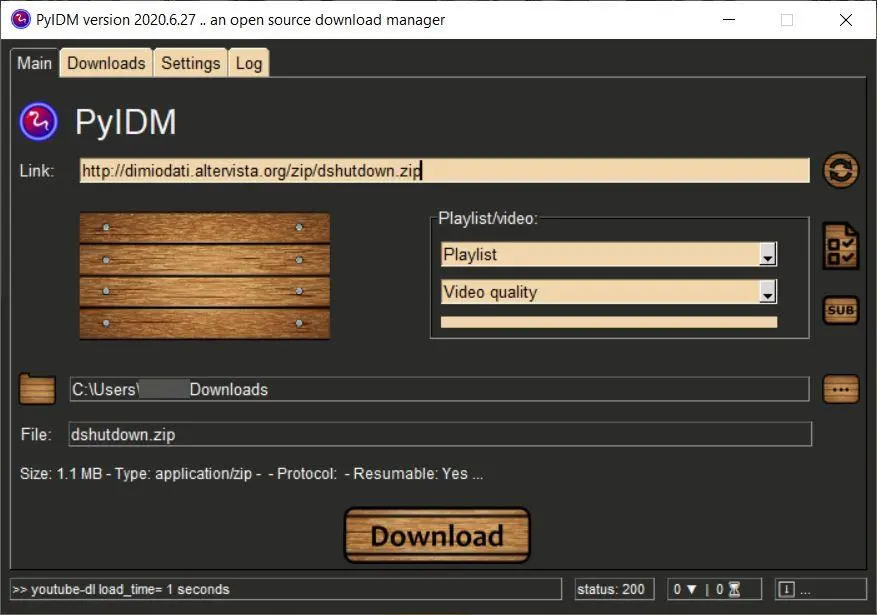 PyIDM version 2020.6.27 .. an open source download manager
Main Downloads Settings Log
PyIDM
Link: http://dimiodati.altervista.org/zip/dshutdown.zip
Playlist/video:
Playlist
Video quality
SUB
C:\Users\ Downloads
File: dshutdown.zip
Size: 1.1 MB - Type: application/zip - - Protocol: - Resumable: Yes ...
Download
>> youtube-dl load_time= 1 seconds status: 200 0 ▼ | 0 ⏳ ...